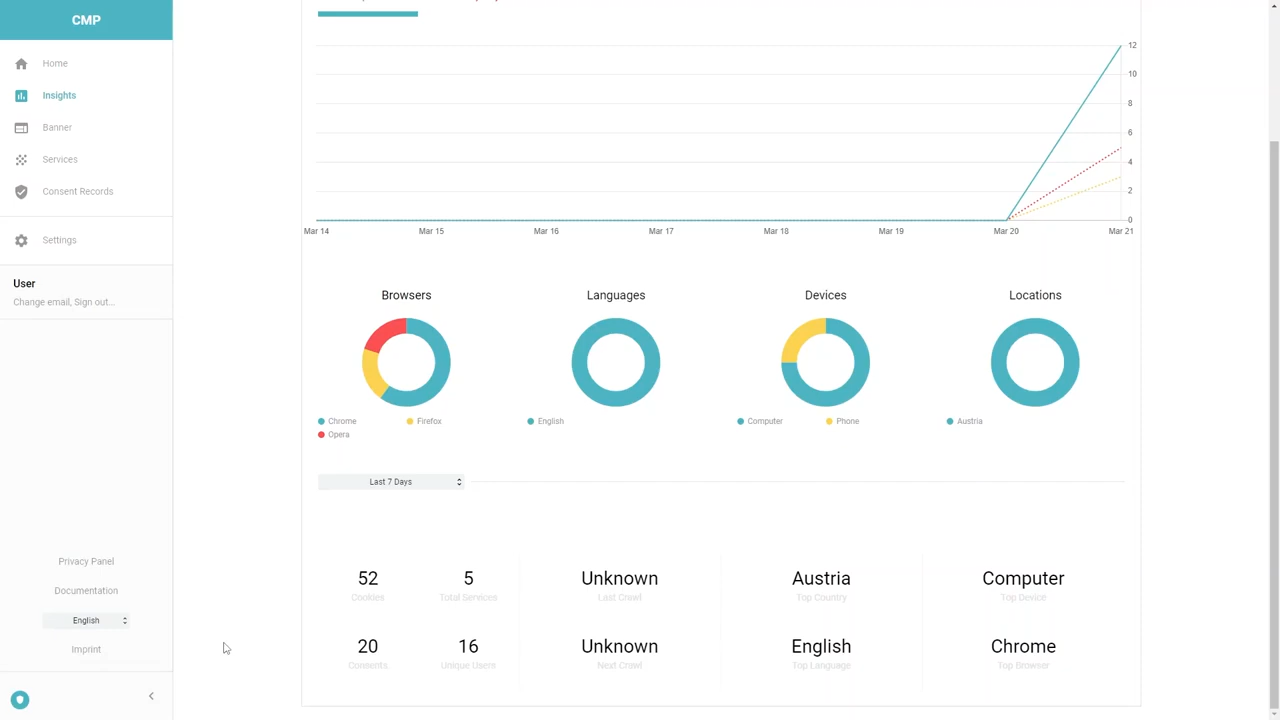 CMP
Home
Insights
Banner
Services
Consent Records
Settings
User
Change email, Sign out...
Privacy Panel
Documentation
English
Imprint
12
10
8
6
4
2
0
Mar 14 Mar 15 Mar 16 Mar 17 Mar 18 Mar 19 Mar 20 Mar 21
Browsers Languages Devices Locations
Chrome Firefox English Computer Phone Austria
Opera
Last 7 Days
52 5 Unknown Austria Computer
Cookies Total Services Last Crawl Top Country Top Device
20 16 Unknown English Chrome
Consents Unique Users Next Crawl Top Language Top Browser